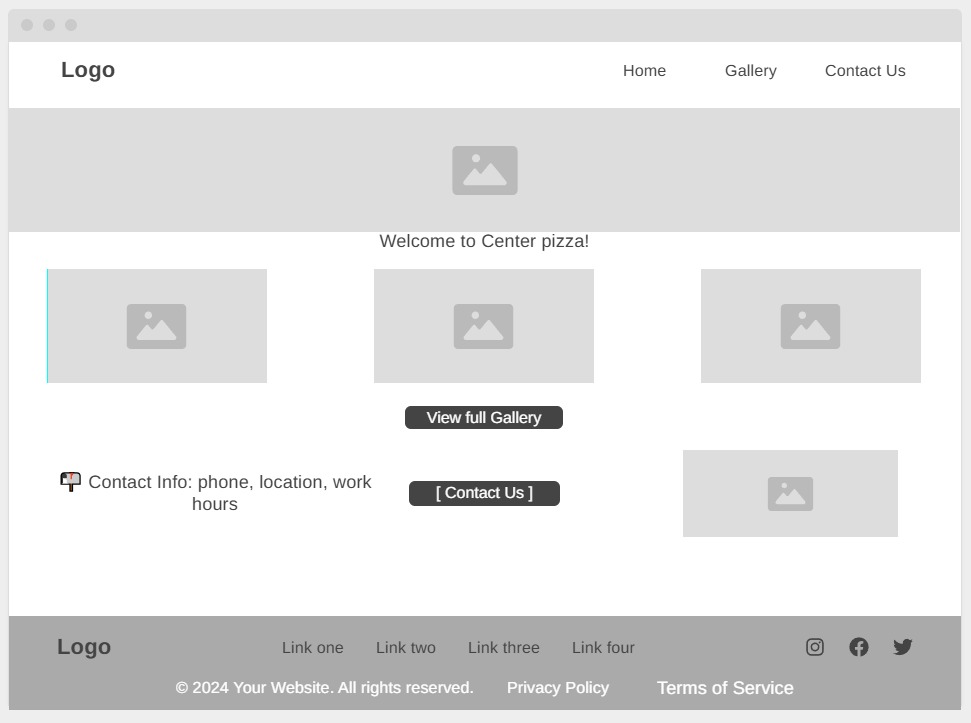 Logo
Home Gallery Contact Us
Welcome to Center pizza!
View full Gallery
📬 Contact Info: phone, location, work
hours
[ Contact Us ]
Logo
Link one Link two Link three Link four
© 2024 Your Website. All rights reserved. Privacy Policy Terms of Service